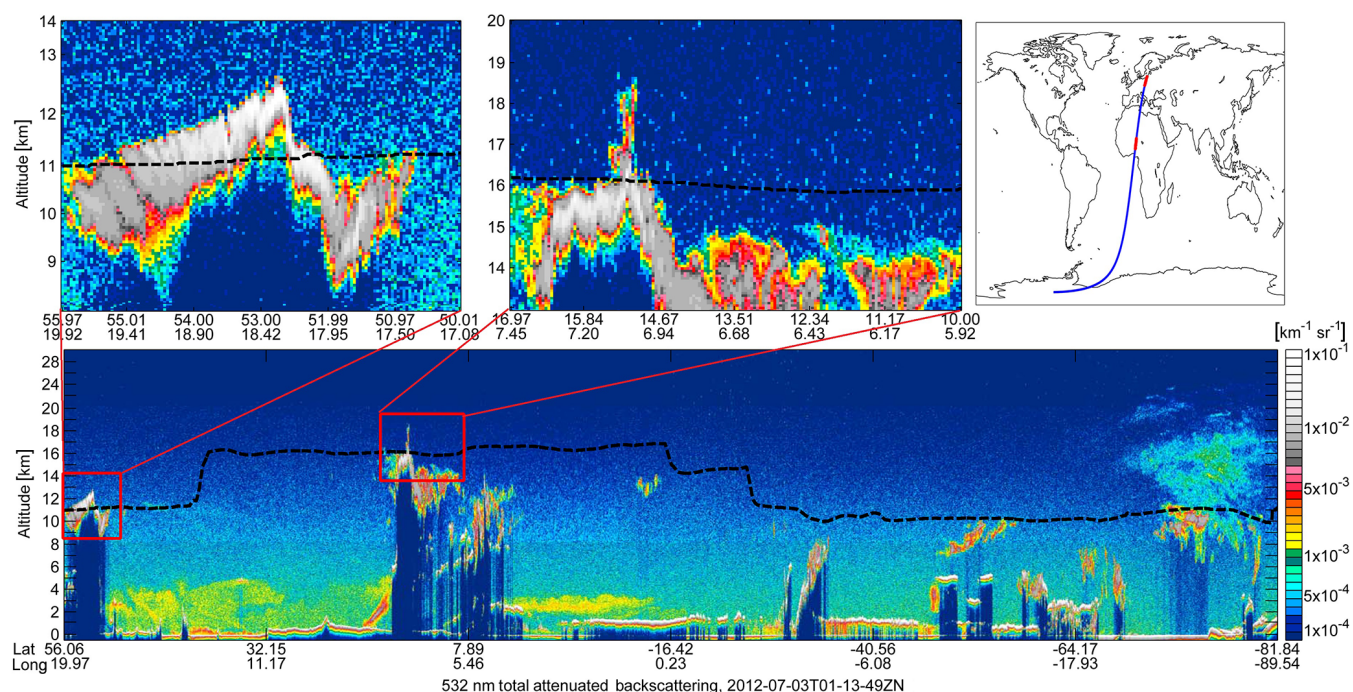 14
13
12
11
10
9
Altitude [km]
55.97 55.01 54.00 53.00 51.99 50.97 50.01
19.92 19.41 18.90 18.42 17.95 17.50 17.08
20
19
18
17
16
15
14
16.97 15.84 14.67 13.51 12.34 11.17 10.00
7.45 7.20 6.94 6.68 6.43 6.17 5.92
[km⁻¹ sr⁻¹]
28
24
20
18
16
14
12
10
8
6
4
2
0
Altitude [km]
1x10⁻¹
1x10⁻²
5x10⁻³
1x10⁻³
5x10⁻⁴
1x10⁻⁴
Lat 56.06 32.15 7.89 -16.42 -40.56 -64.17 -81.84
Long 19.97 11.17 5.46 0.23 -6.08 -17.93 -89.54
532 nm total attenuated backscattering, 2012-07-03T01-13-49ZN